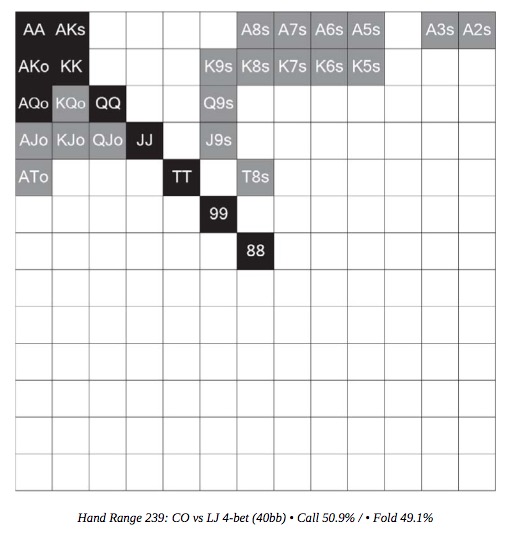 AA AKs A8s A7s A6s A5s A3s A2s
AKo KK K9s K8s K7s K6s K5s
AQo KQo QQ Q9s
AJo KJo QJo JJ J9s
ATo TT T8s
99
88
Hand Range 239: CO vs LJ 4-bet (40bb) • Call 50.9% / • Fold 49.1%